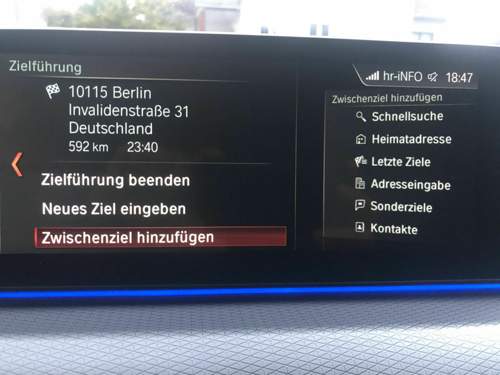 Zielführung
10115 Berlin
Invalidenstraße 31
Deutschland
592 km 23:40
Zielführung beenden
Neues Ziel eingeben
Zwischenziel hinzufügen
hr-iNFO 18:47
Zwischenziel hinzufügen
Schnellsuche
Heimatadresse
Letzte Ziele
Adresseingabe
Sonderziele
Kontakte